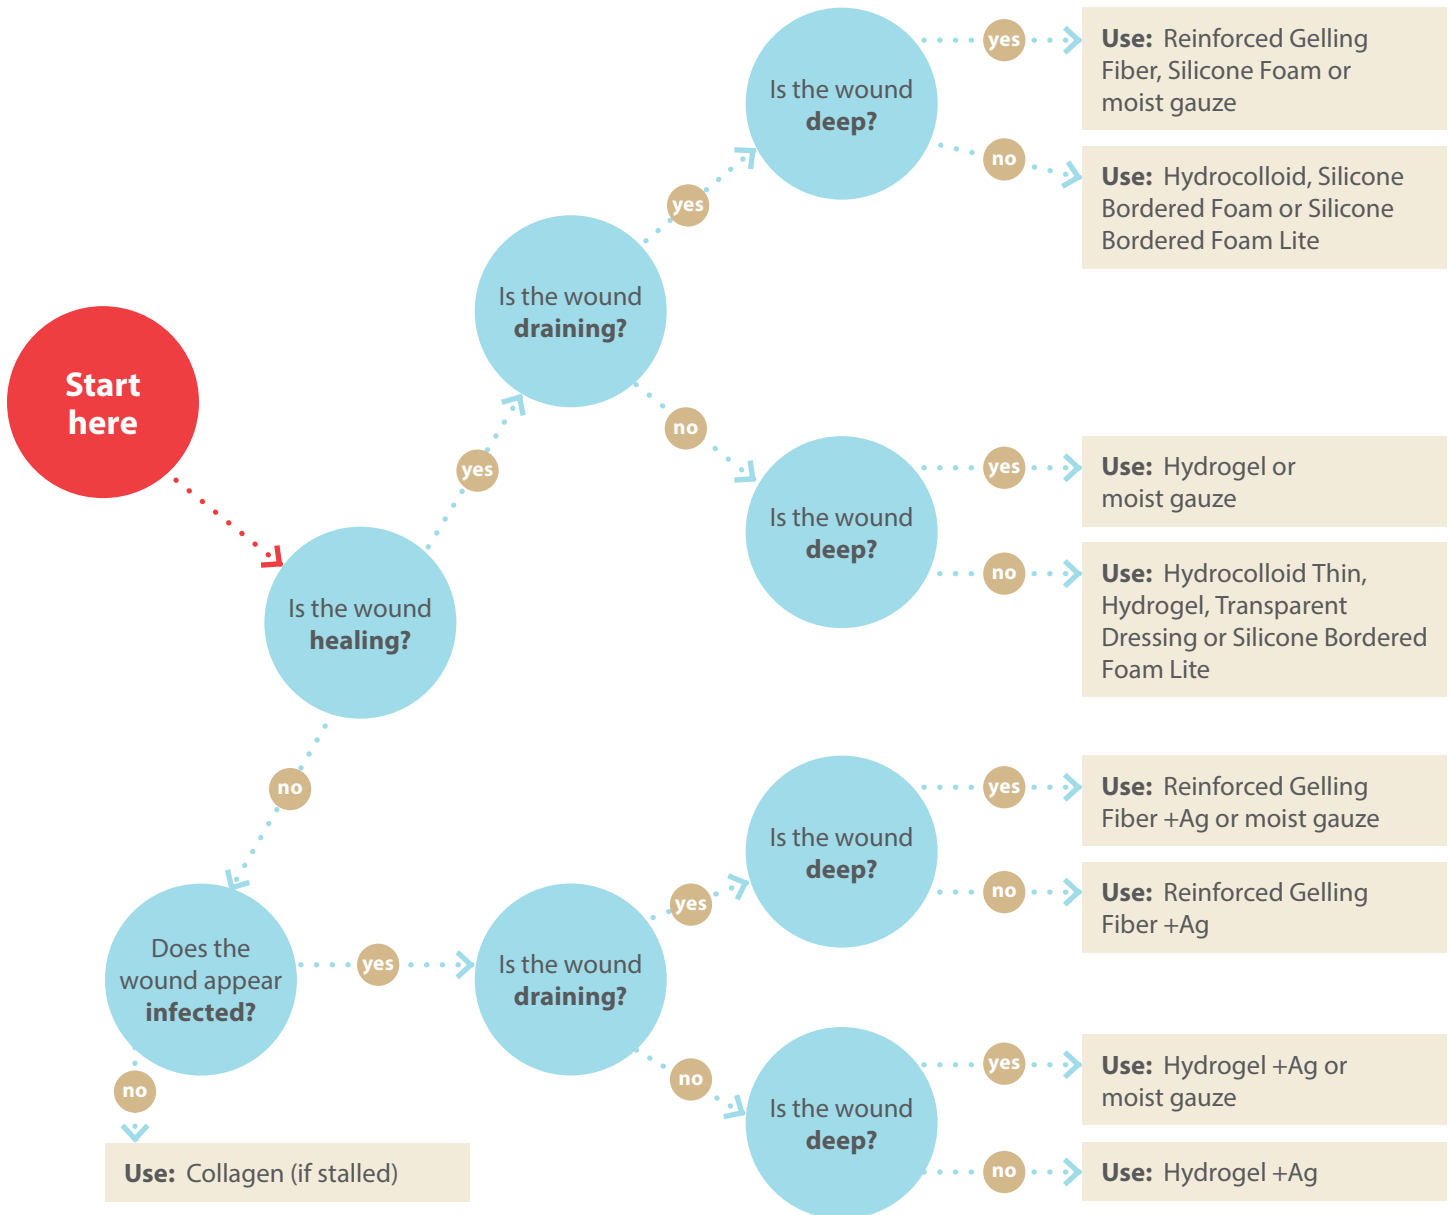 Start
here
Is the wound
healing?
yes
Is the wound
draining?
yes
Is the wound
deep?
yes
Use: Reinforced Gelling
Fiber, Silicone Foam or
moist gauze
no
Use: Hydrocolloid, Silicone
Bordered Foam or Silicone
Bordered Foam Lite
no
Is the wound
deep?
yes
Use: Hydrogel or
moist gauze
no
Use: Hydrocolloid Thin,
Hydrogel, Transparent
Dressing or Silicone Bordered
Foam Lite
no
Does the
wound appear
infected?
yes
Is the wound
draining?
yes
Is the wound
deep?
yes
Use: Reinforced Gelling
Fiber +Ag or moist gauze
no
Use: Reinforced Gelling
Fiber +Ag
no
Is the wound
deep?
yes
Use: Hydrogel +Ag or
moist gauze
no
Use: Hydrogel +Ag
no
Use: Collagen (if stalled)